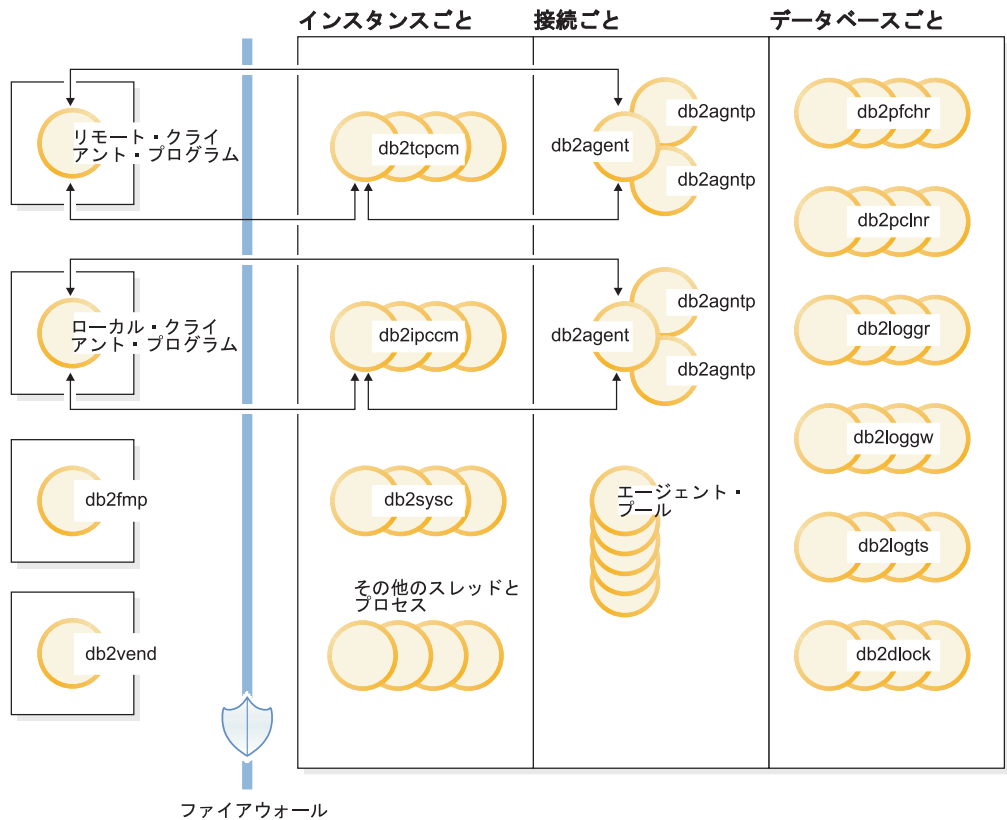 インスタンスごと
接続ごと
データベースごと
リモート・クライ
アント・プログラム
db2tcpcm
db2agent
db2agntp
db2agntp
db2pfchr
db2pclnr
ローカル・クライ
アント・プログラム
db2ipccm
db2agent
db2agntp
db2agntp
db2loggr
db2loggw
db2fmp
db2sysc
エージェント・
プール
db2logts
その他のスレッドと
プロセス
db2vend
db2dlock
ファイアウォール